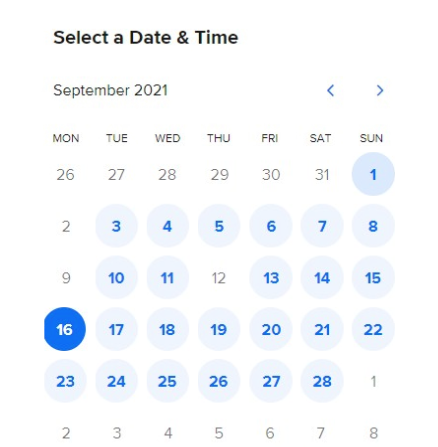 Select a Date & Time
September 2021
MON TUE WED THU FRI SAT SUN
26 27 28 29 30 31 1
2 3 4 5 6 7 8
9 10 11 12 13 14 15
16 17 18 19 20 21 22
23 24 25 26 27 28 1
2 3 4 5 6 7 8